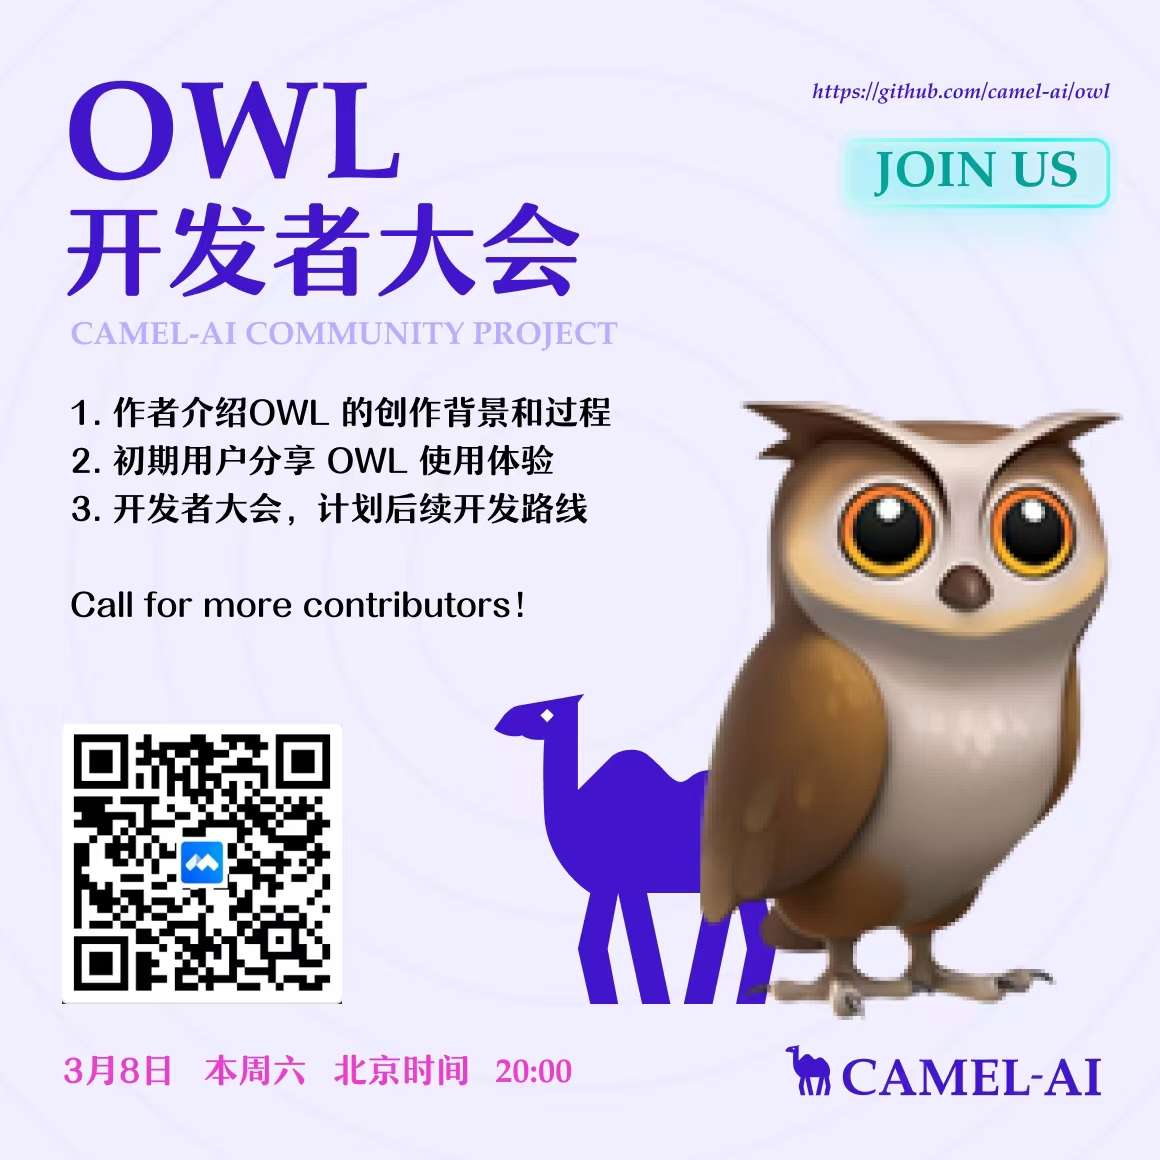 OWL
https://github.com/camel-ai/owl
JOIN US
开发者大会
CAMEL-AI COMMUNITY PROJECT
1. 作者介绍OWL 的创作背景和过程
2. 初期用户分享 OWL 使用体验
3. 开发者大会，计划后续开发路线
Call for more contributors!
3月8日 本周六 北京时间 20:00
CAMEL-AI